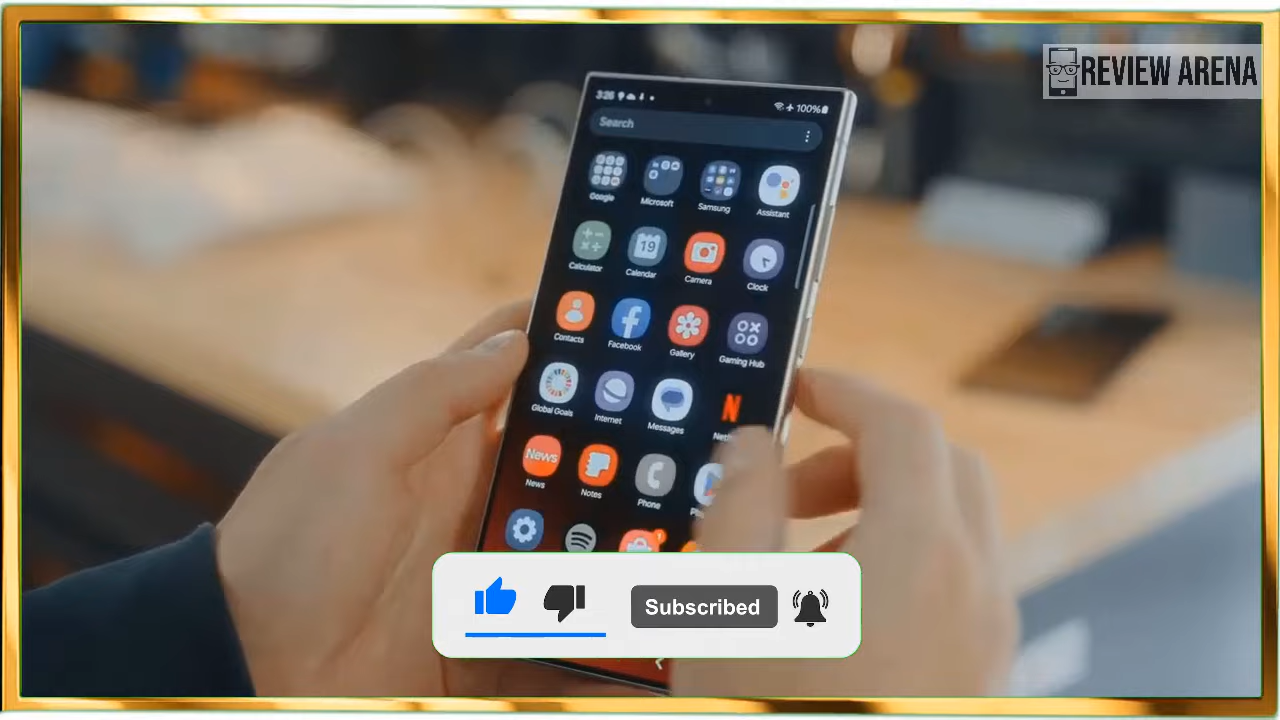 REVIEW ARENA
3:26
100%
Search
Google
Microsoft
Samsung
Assistant
Calculator
19
Calendar
Camera
Clock
Contacts
Facebook
Gallery
Gaming Hub
Global Goals
Internet
Messages
N
News
News
Notes
Phone
Subscribed